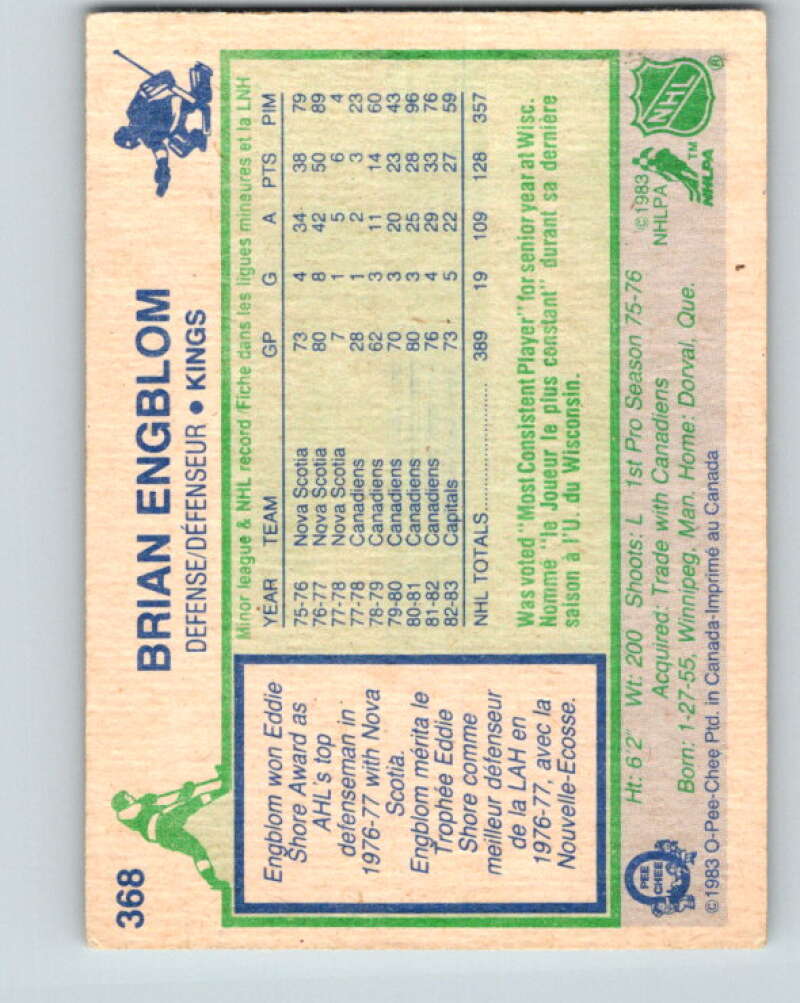 368
BRIAN ENGBLOM
DEFENSE/DÉFENSEUR • KINGS
Engblom won Eddie
Shore Award as
AHL's top
defenseman in
1976-77 with Nova
Scotia.
Engblom mérita le
Trophée Eddie
Shore comme
meilleur défenseur
de la LAH en
1976-77, avec la
Nouvelle-Ecosse.
Minor league & NHL record/Fiche dans les ligues mineures et la LNH
YEAR TEAM GP G A PTS PIM
75-76 Nova Scotia 73 4 34 38 79
76-77 Nova Scotia 80 8 42 50 89
77-78 Nova Scotia 7 1 5 6 4
77-78 Canadiens 28 1 2 3 23
78-79 Canadiens 62 3 11 14 60
79-80 Canadiens 70 3 20 23 43
80-81 Canadiens 80 3 25 28 96
81-82 Canadiens 76 4 29 33 76
82-83 Capitals 73 5 22 27 59
NHL TOTALS 389 19 109 128 357
Was voted "Most Consistent Player" for senior year at Wisc.
Nommé "le Joueur le plus constant" durant sa dernière
saison à l'U. du Wisconsin.
Ht: 6'2" Wt: 200 Shoots: L 1st Pro Season 75-76
Acquired: Trade with Canadiens
Born: 1-27-55, Winnipeg, Man. Home: Dorval, Que.
©1983 O-Pee-Chee Ptd. in Canada-Imprimé au Canada
O
PEE
CHEE
NHL ®
©1983
NHLPA
TM
NHLPA